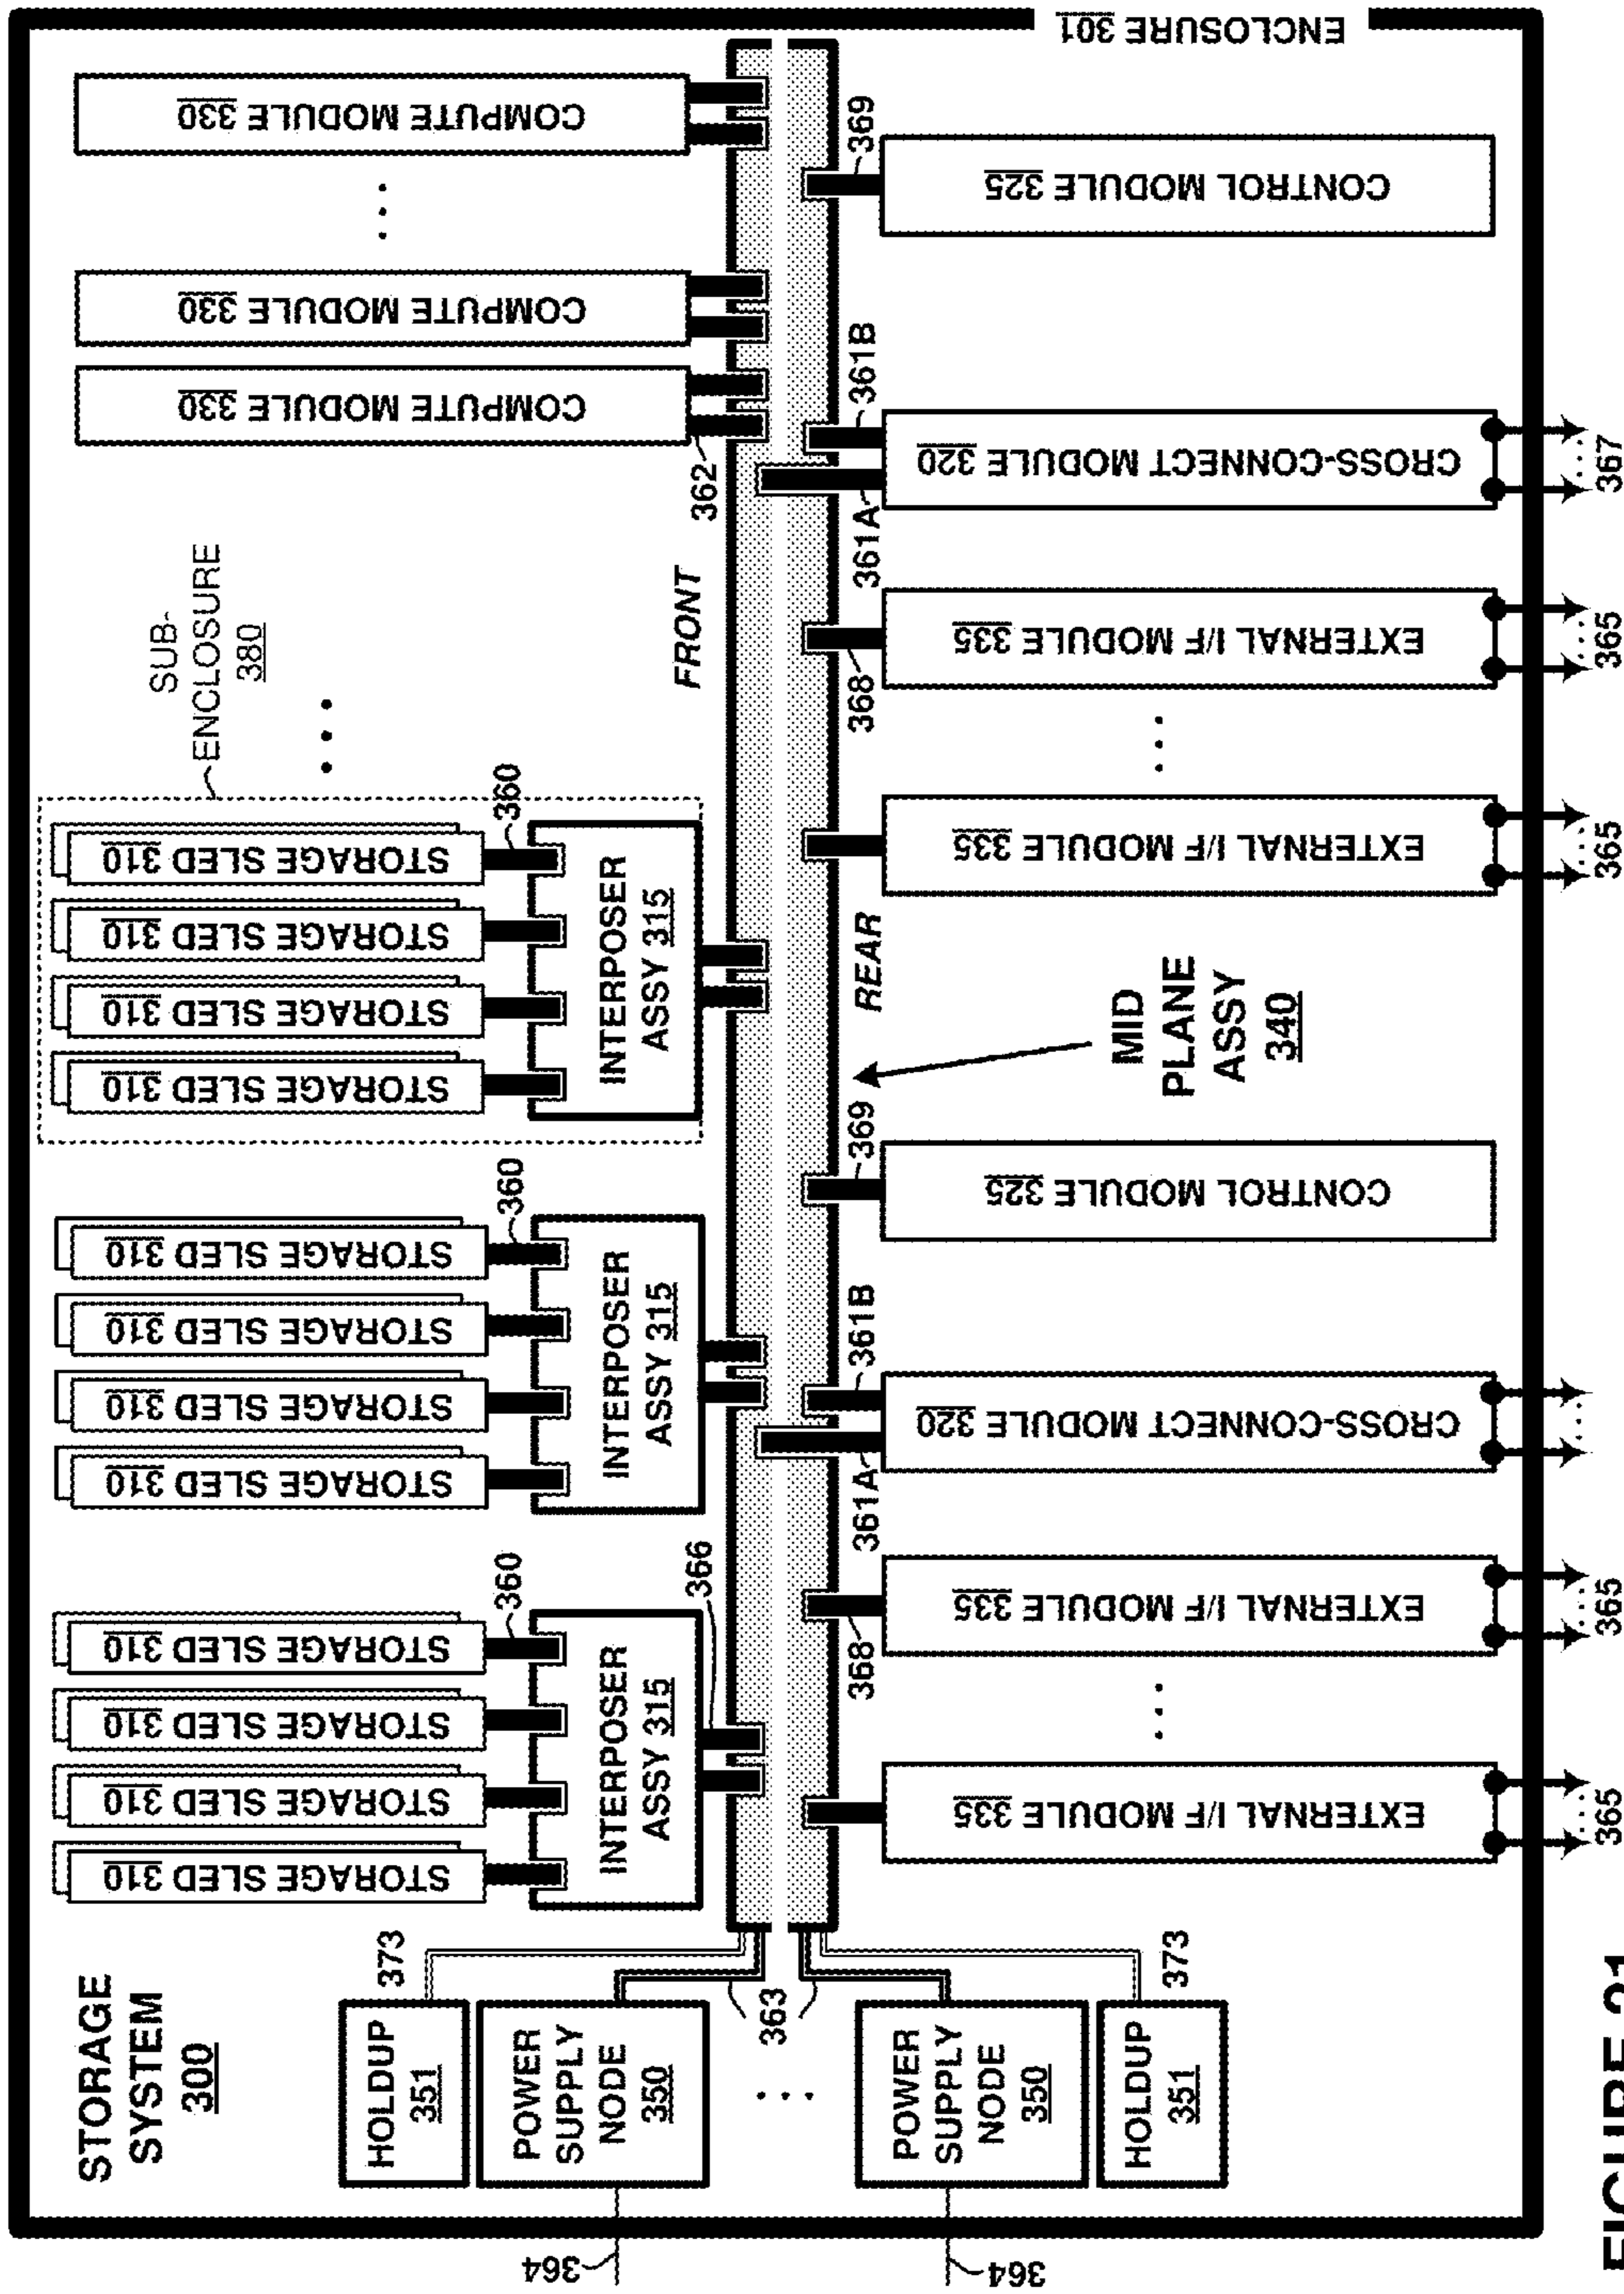 STORAGE
SYSTEM
300
HOLDUP
351
373
POWER
SUPPLY
NODE
350
364
363
POWER
SUPPLY
NODE
350
364
HOLDUP
351
373
STORAGE SLED 310
STORAGE SLED 310
STORAGE SLED 310
STORAGE SLED 310
360
INTERPOSER
ASSY 315
366
STORAGE SLED 310
STORAGE SLED 310
STORAGE SLED 310
STORAGE SLED 310
360
INTERPOSER
ASSY 315
STORAGE SLED 310
STORAGE SLED 310
STORAGE SLED 310
STORAGE SLED 310
360
INTERPOSER
ASSY 315
SUB-
ENCLOSURE
380
FRONT
362
COMPUTE MODULE 330
COMPUTE MODULE 330
COMPUTE MODULE 330
ENCLOSURE 301
REAR
MID
PLANE
ASSY
340
EXTERNAL I/F MODULE 335
365
368
EXTERNAL I/F MODULE 335
365
361A
361B
CROSS-CONNECT MODULE 320
369
CONTROL MODULE 325
EXTERNAL I/F MODULE 335
365
368
EXTERNAL I/F MODULE 335
365
361A
361B
CROSS-CONNECT MODULE 320
367
369
CONTROL MODULE 325